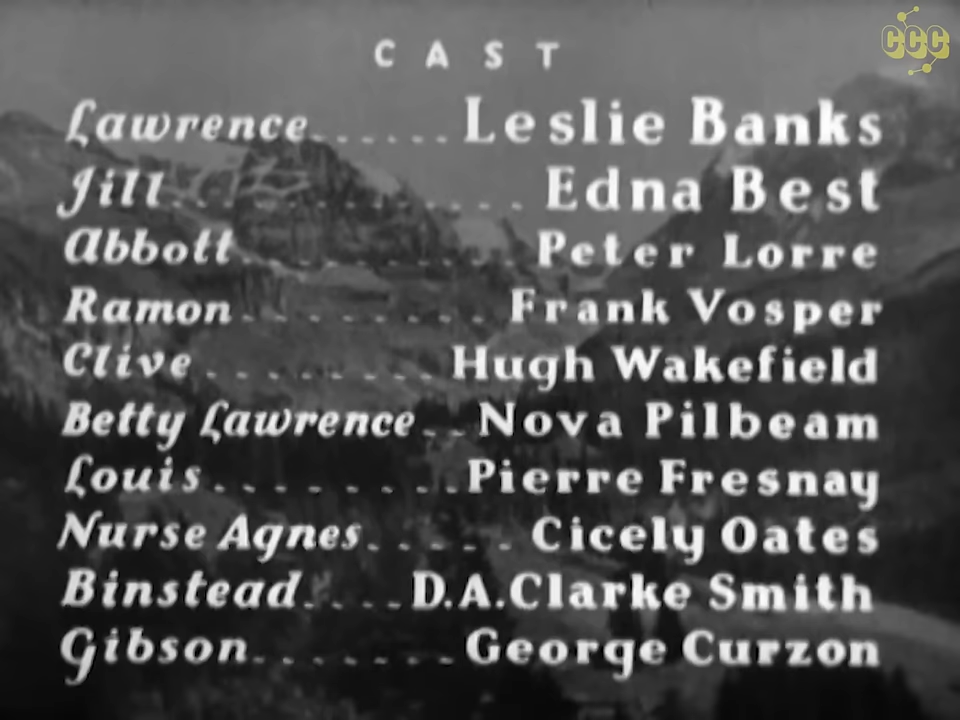 CCC
CAST
Lawrence......Leslie Banks
Jill............Edna Best
Abbott..........Peter Lorre
Ramon.........Frank Vosper
Clive........Hugh Wakefield
Betty Lawrence..Nova Pilbeam
Louis.........Pierre Fresnay
Nurse Agnes.....Cicely Oates
Binstead....D.A.Clarke Smith
Gibson.......George Curzon